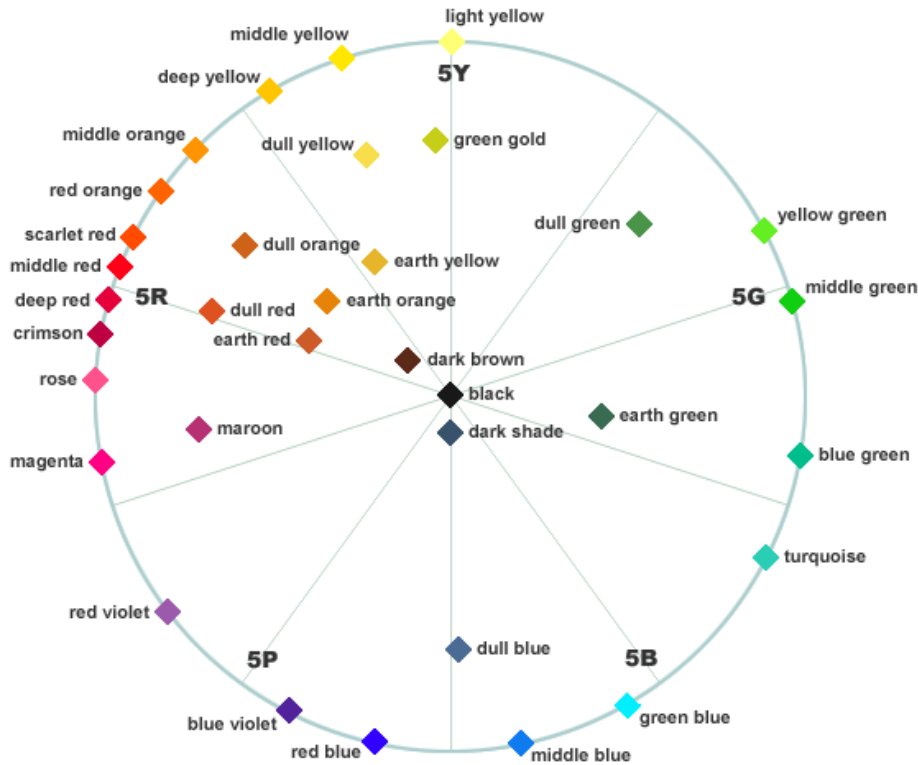 light yellow
middle yellow
5Y
deep yellow
middle orange
dull yellow
green gold
red orange
yellow green
dull green
scarlet red
dull orange
middle red
earth yellow
middle green
deep red
5R
5G
earth orange
dull red
crimson
earth red
dark brown
rose
black
earth green
maroon
dark shade
blue green
magenta
turquoise
red violet
dull blue
5P
5B
green blue
blue violet
red blue
middle blue